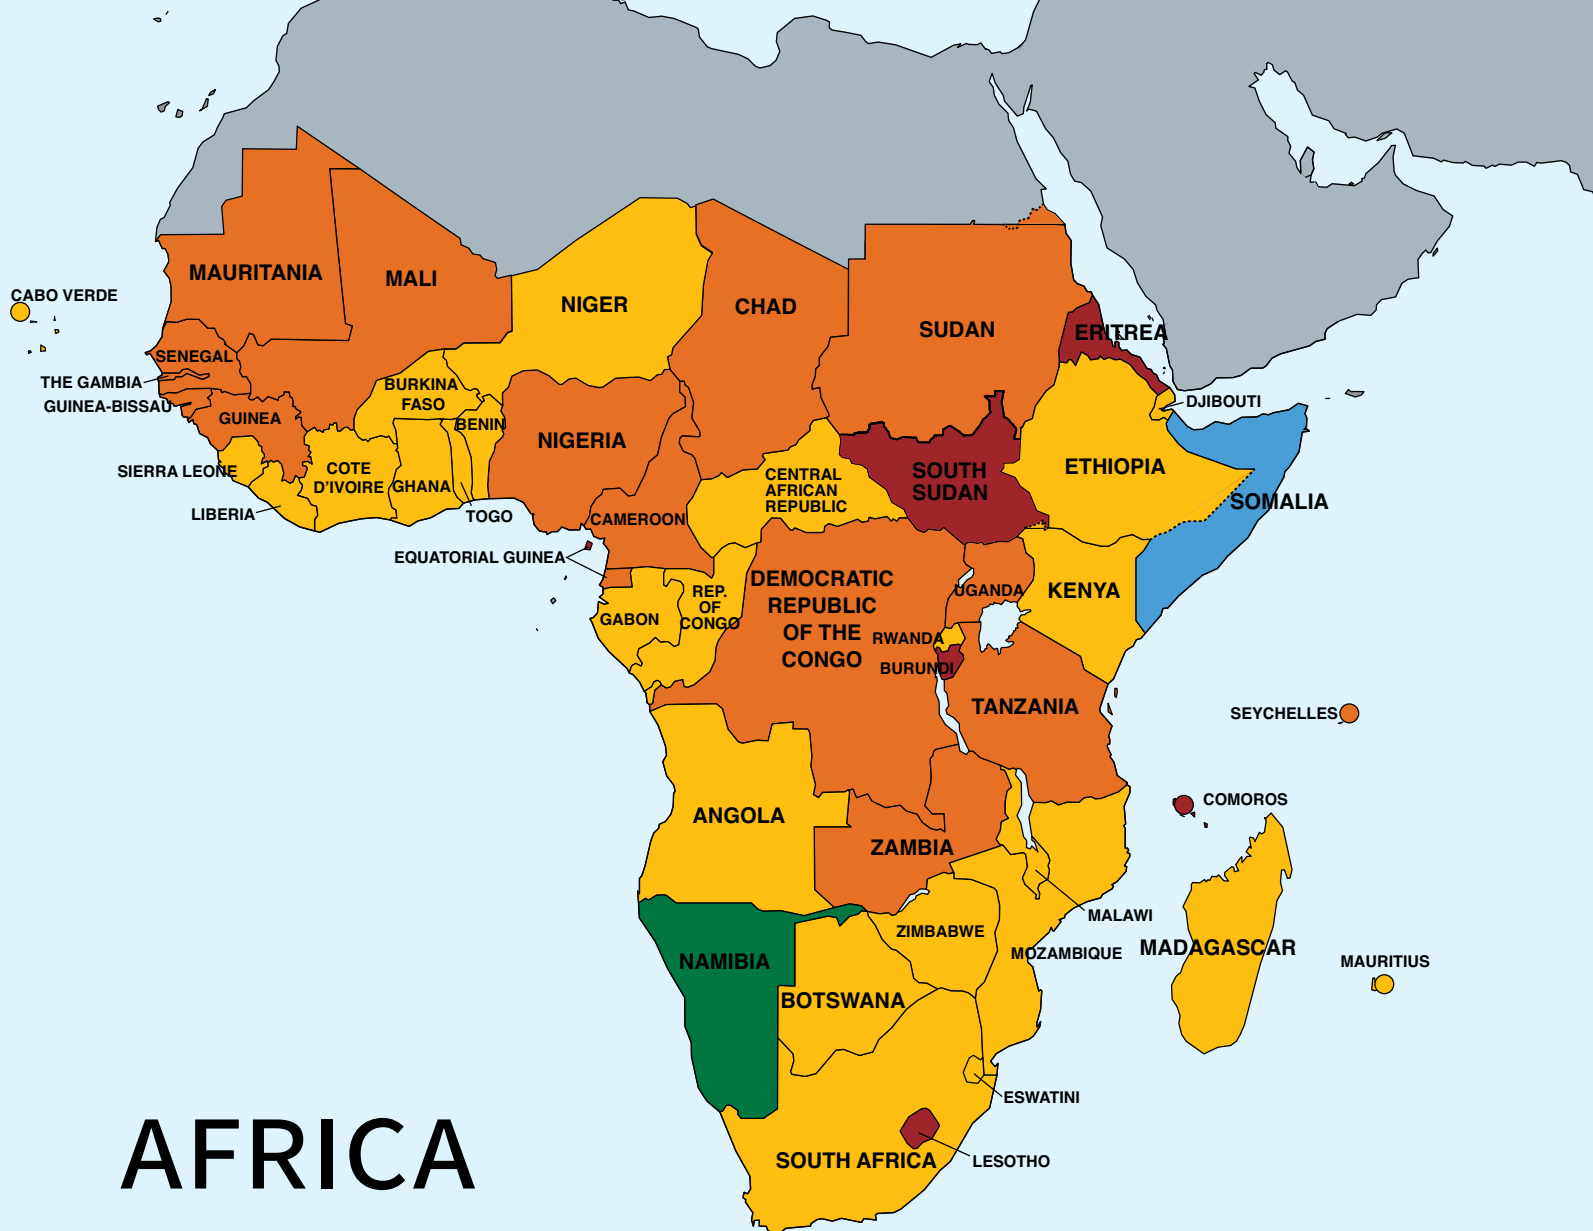 MAURITANIA
MALI
NIGER
CHAD
SUDAN
ERITREA
CABO VERDE
SENEGAL
THE GAMBIA
GUINEA-BISSAU
GUINEA
BURKINA
FASO
BENIN
NIGERIA
DJIBOUTI
SIERRA LEONE
COTE
D'IVOIRE
GHANA
CENTRAL
AFRICAN
REPUBLIC
SOUTH
SUDAN
ETHIOPIA
SOMALIA
LIBERIA
TOGO
CAMEROON
EQUATORIAL GUINEA
DEMOCRATIC
REPUBLIC
OF THE
CONGO
UGANDA
KENYA
GABON
REP.
OF
CONGO
RWANDA
BURUNDI
TANZANIA
SEYCHELLES
COMOROS
ANGOLA
ZAMBIA
MALAWI
NAMIBIA
ZIMBABWE
MOZAMBIQUE
MADAGASCAR
MAURITIUS
BOTSWANA
ESWATINI
SOUTH AFRICA
LESOTHO
AFRICA